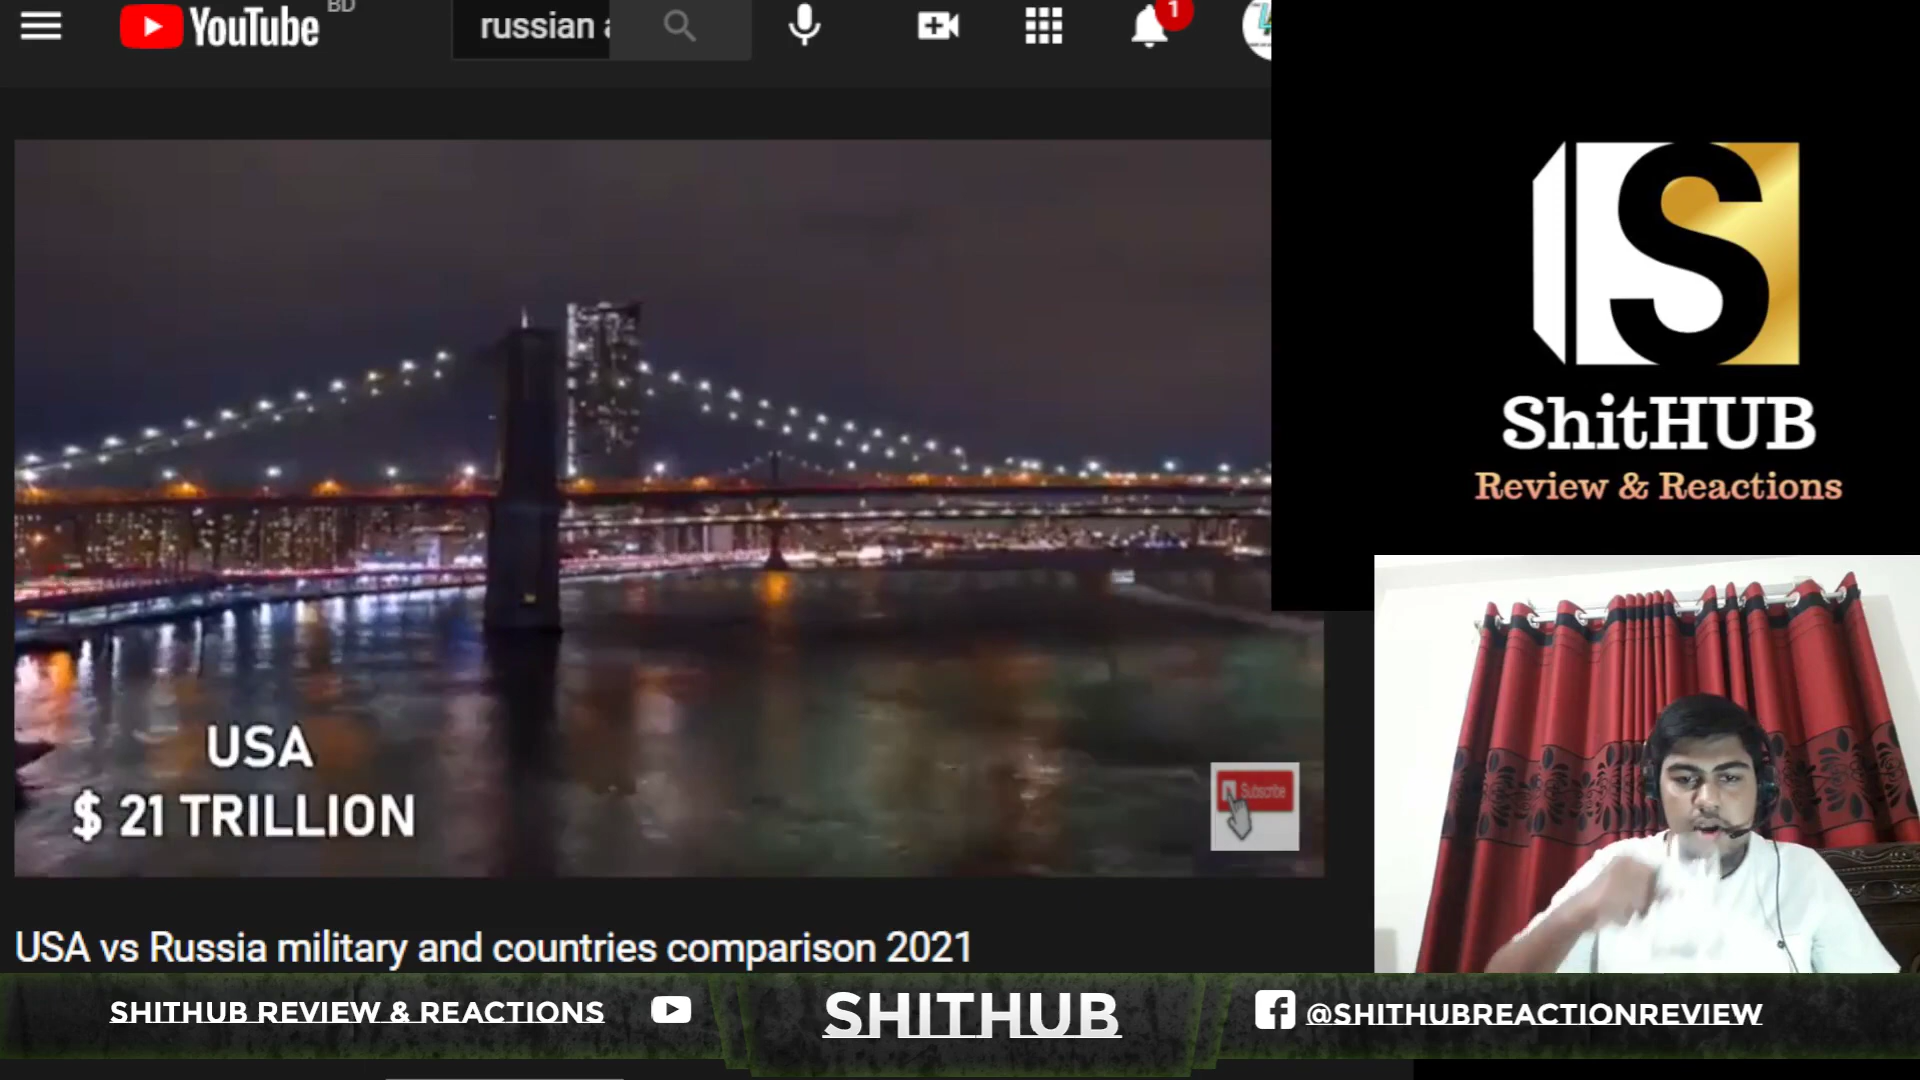 YouTube
BD
russian a
1
S
ShitHUB
Review & Reactions
USA
$ 21 TRILLION
Subscribe
USA vs Russia military and countries comparison 2021
SHITHUB REVIEW & REACTIONS
SHITHUB
@SHITHUBREACTIONREVIEW